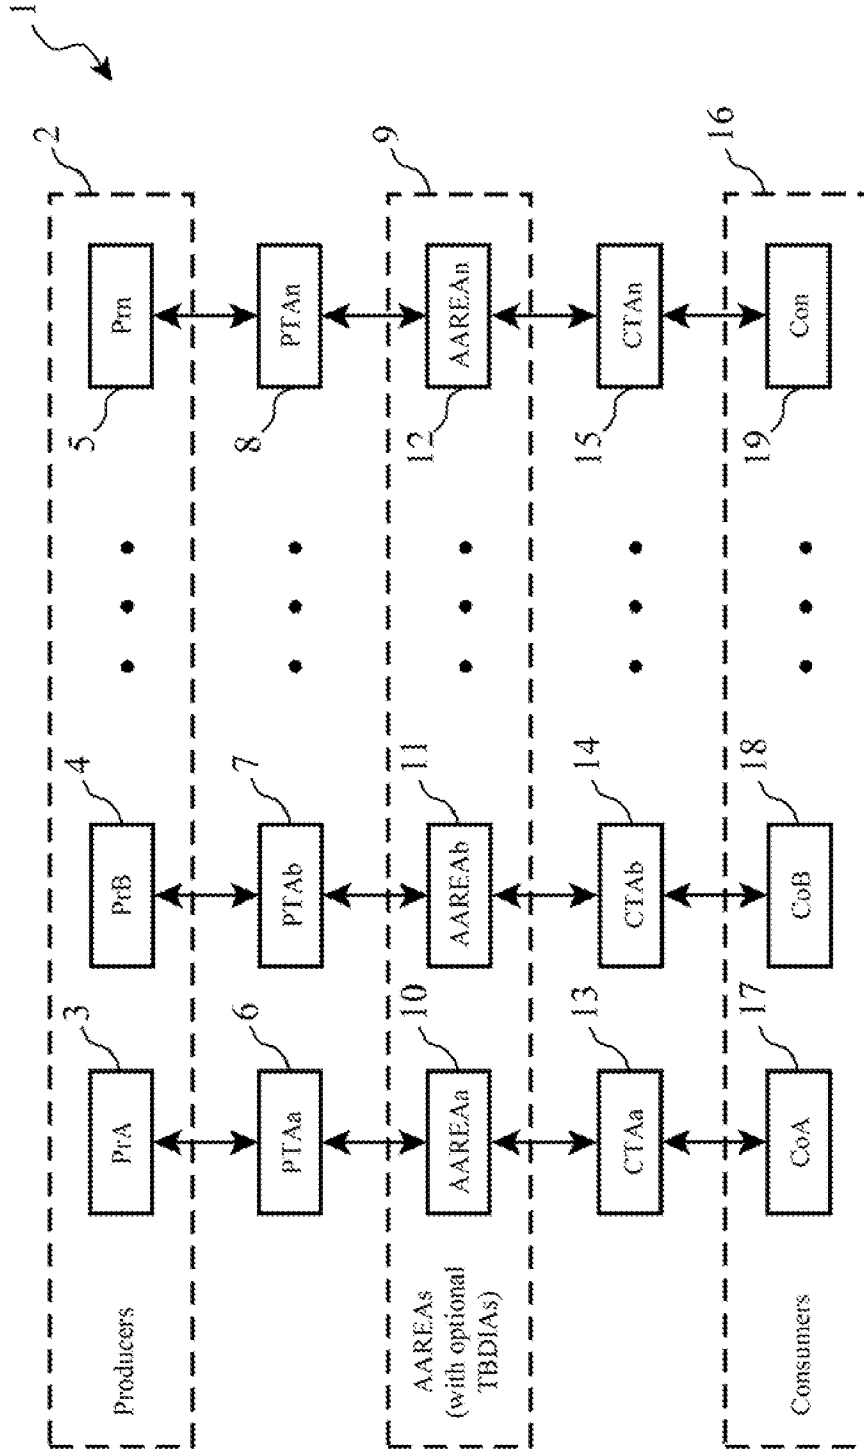 1
2
Producers
3
PrA
4
PrB
5
Prn
6
PTAa
7
PTAb
8
PTAn
9
AAREAs
(with optional
TBDIAs)
10
AAREAa
11
AAREAb
12
AAREAn
13
CTAa
14
CTAb
15
CTAn
16
Consumers
17
CoA
18
CoB
19
Con